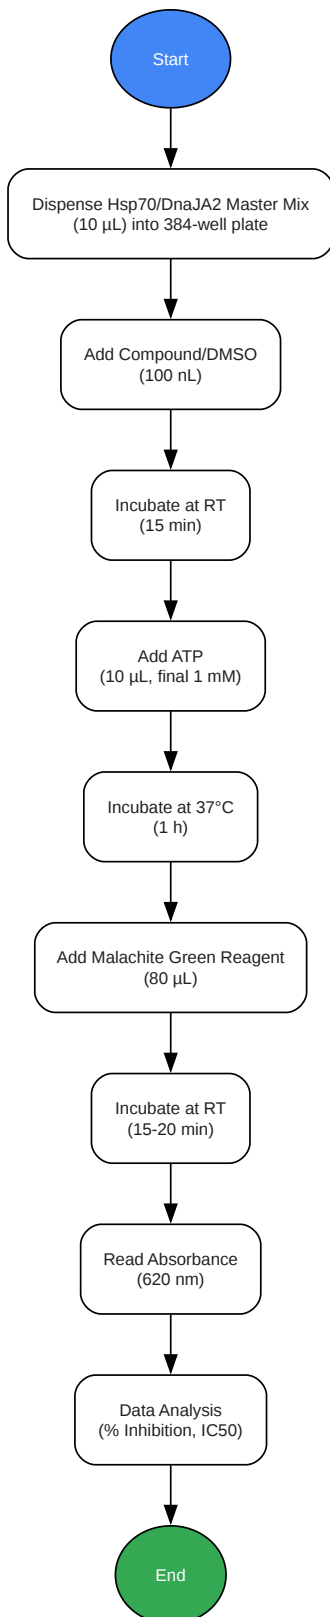 Start
Dispense Hsp70/DnaJA2 Master Mix
(10 µL) into 384-well plate
Add Compound/DMSO
(100 nL)
Incubate at RT
(15 min)
Add ATP
(10 µL, final 1 mM)
Incubate at 37°C
(1 h)
Add Malachite Green Reagent
(80 µL)
Incubate at RT
(15-20 min)
Read Absorbance
(620 nm)
Data Analysis
(% Inhibition, IC50)
End